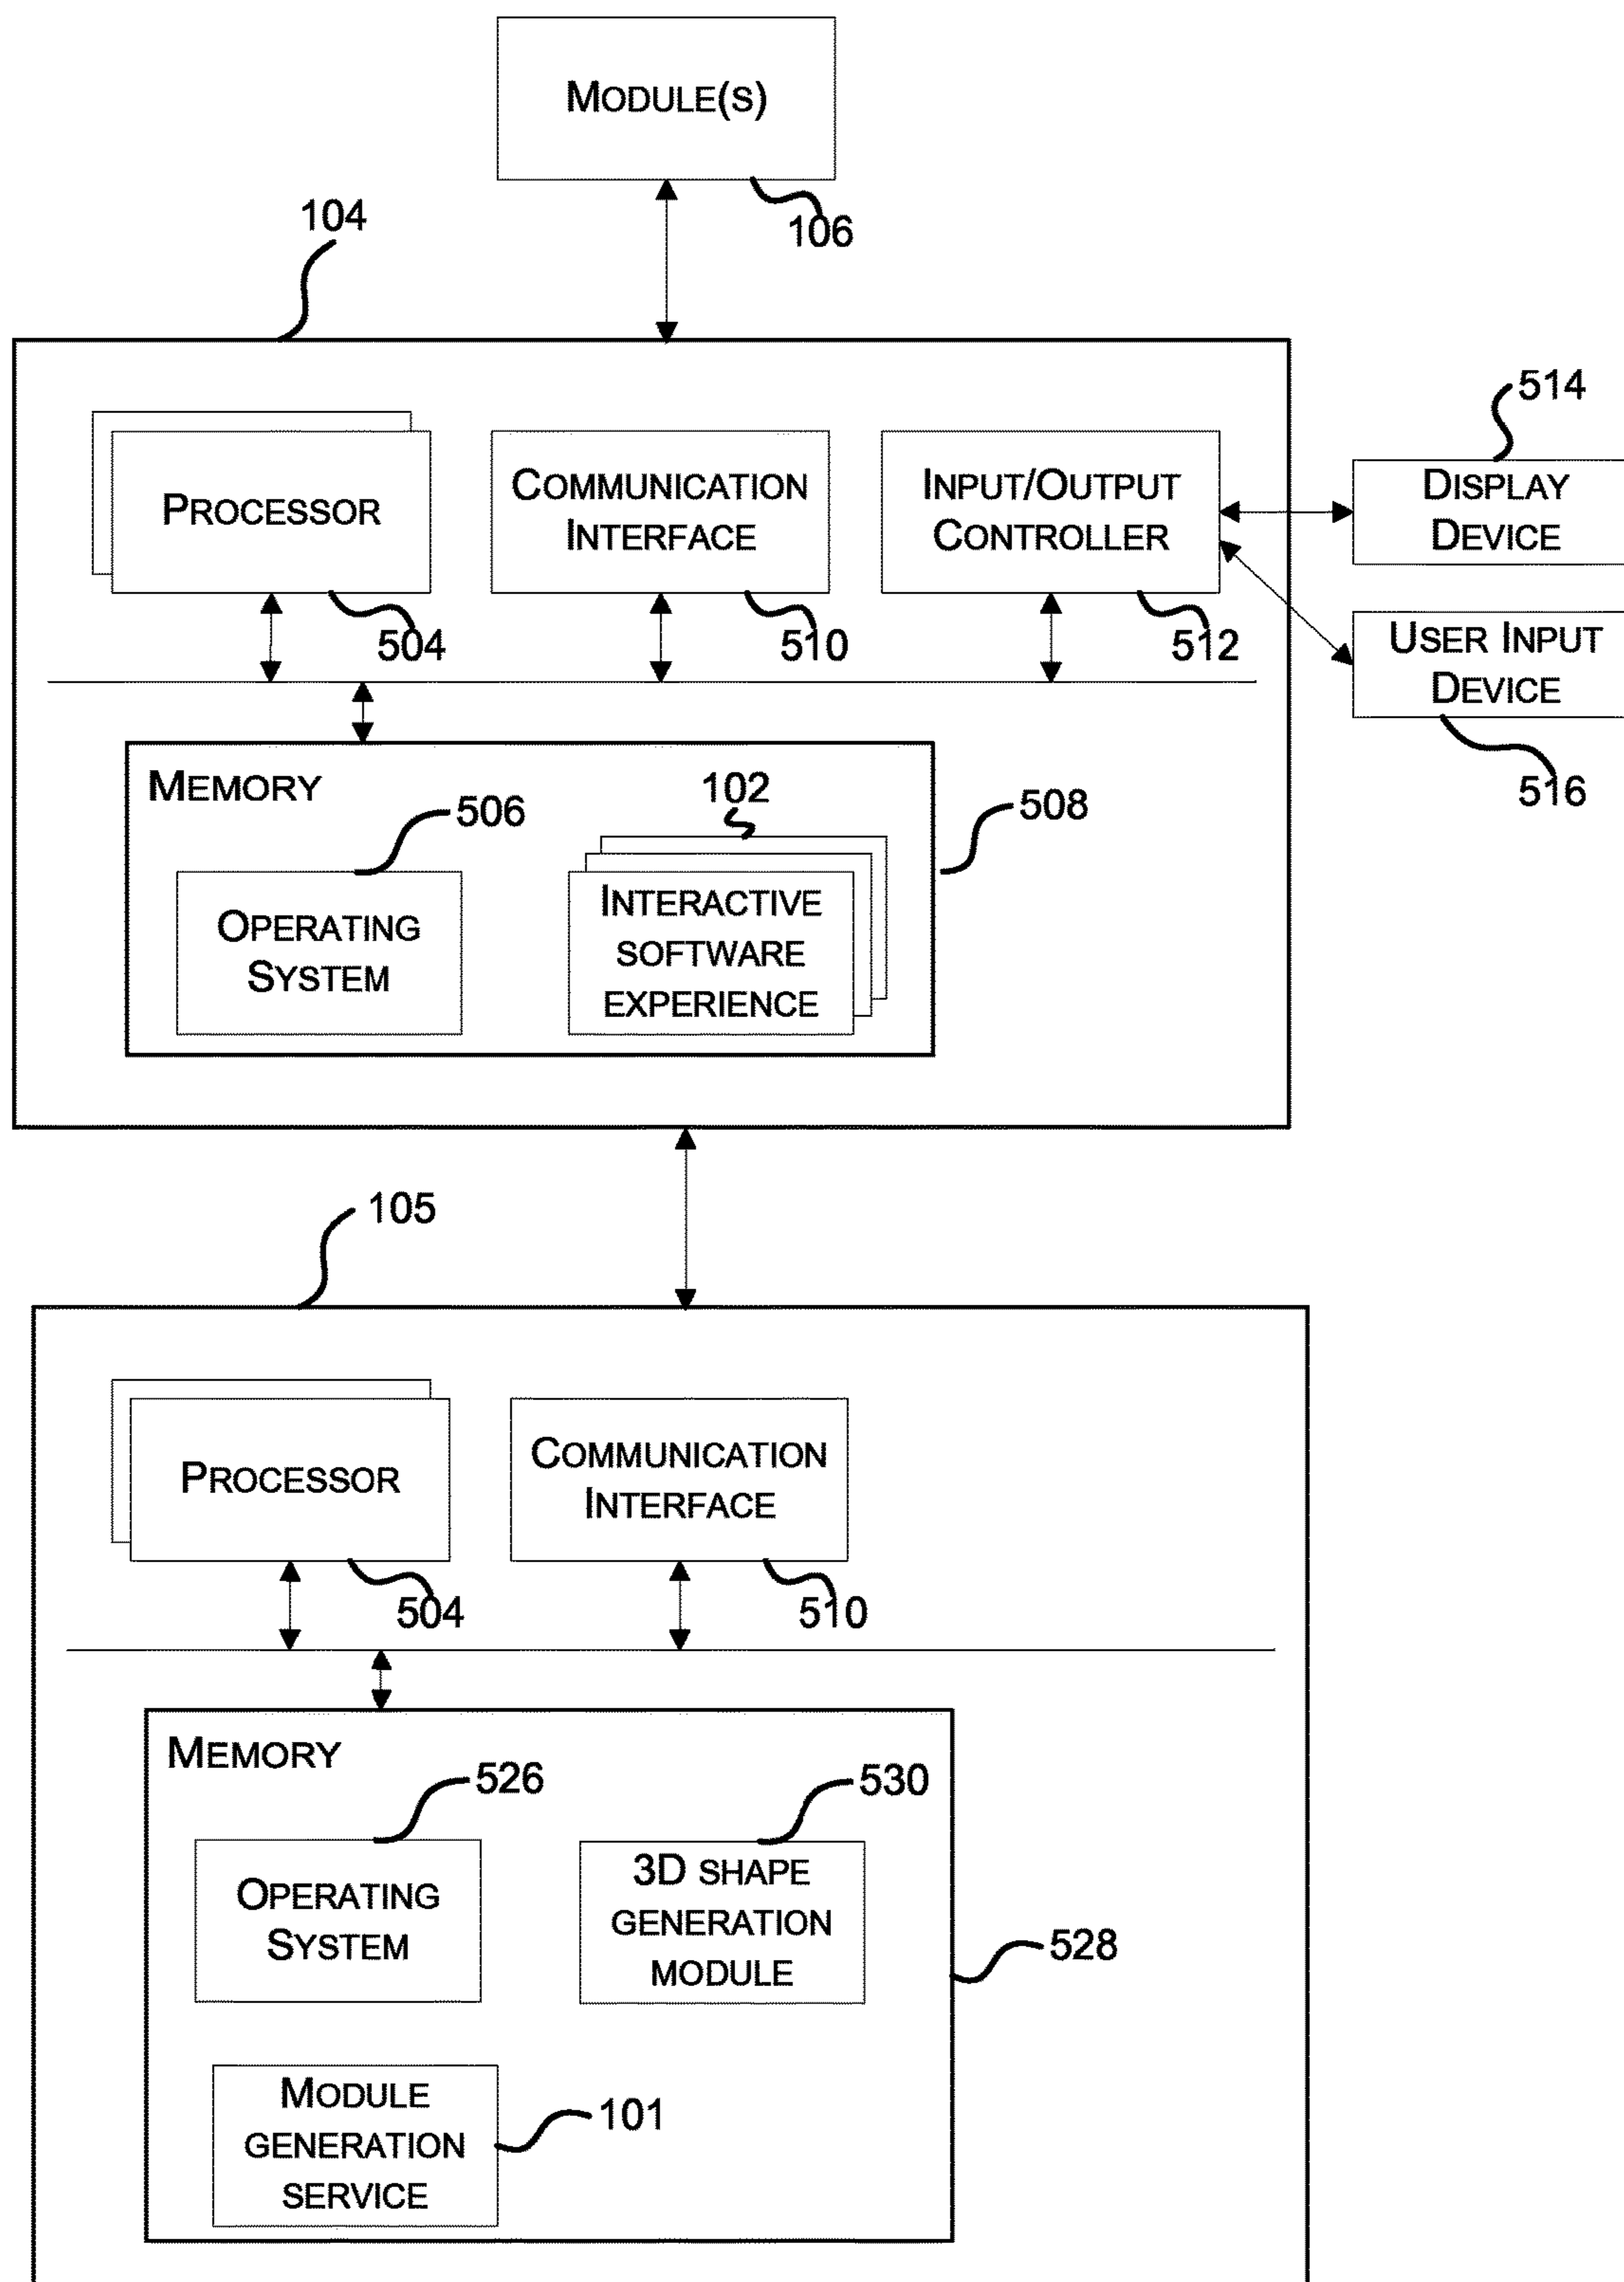 MODULE(S)
106
104
514
PROCESSOR
COMMUNICATION
INTERFACE
INPUT/OUTPUT
CONTROLLER
DISPLAY
DEVICE
504
510
512
USER INPUT
DEVICE
516
MEMORY
506
102
508
OPERATING
SYSTEM
INTERACTIVE
SOFTWARE
EXPERIENCE
105
PROCESSOR
COMMUNICATION
INTERFACE
504
510
MEMORY
526
530
OPERATING
SYSTEM
3D SHAPE
GENERATION
MODULE
528
MODULE
GENERATION
SERVICE
101